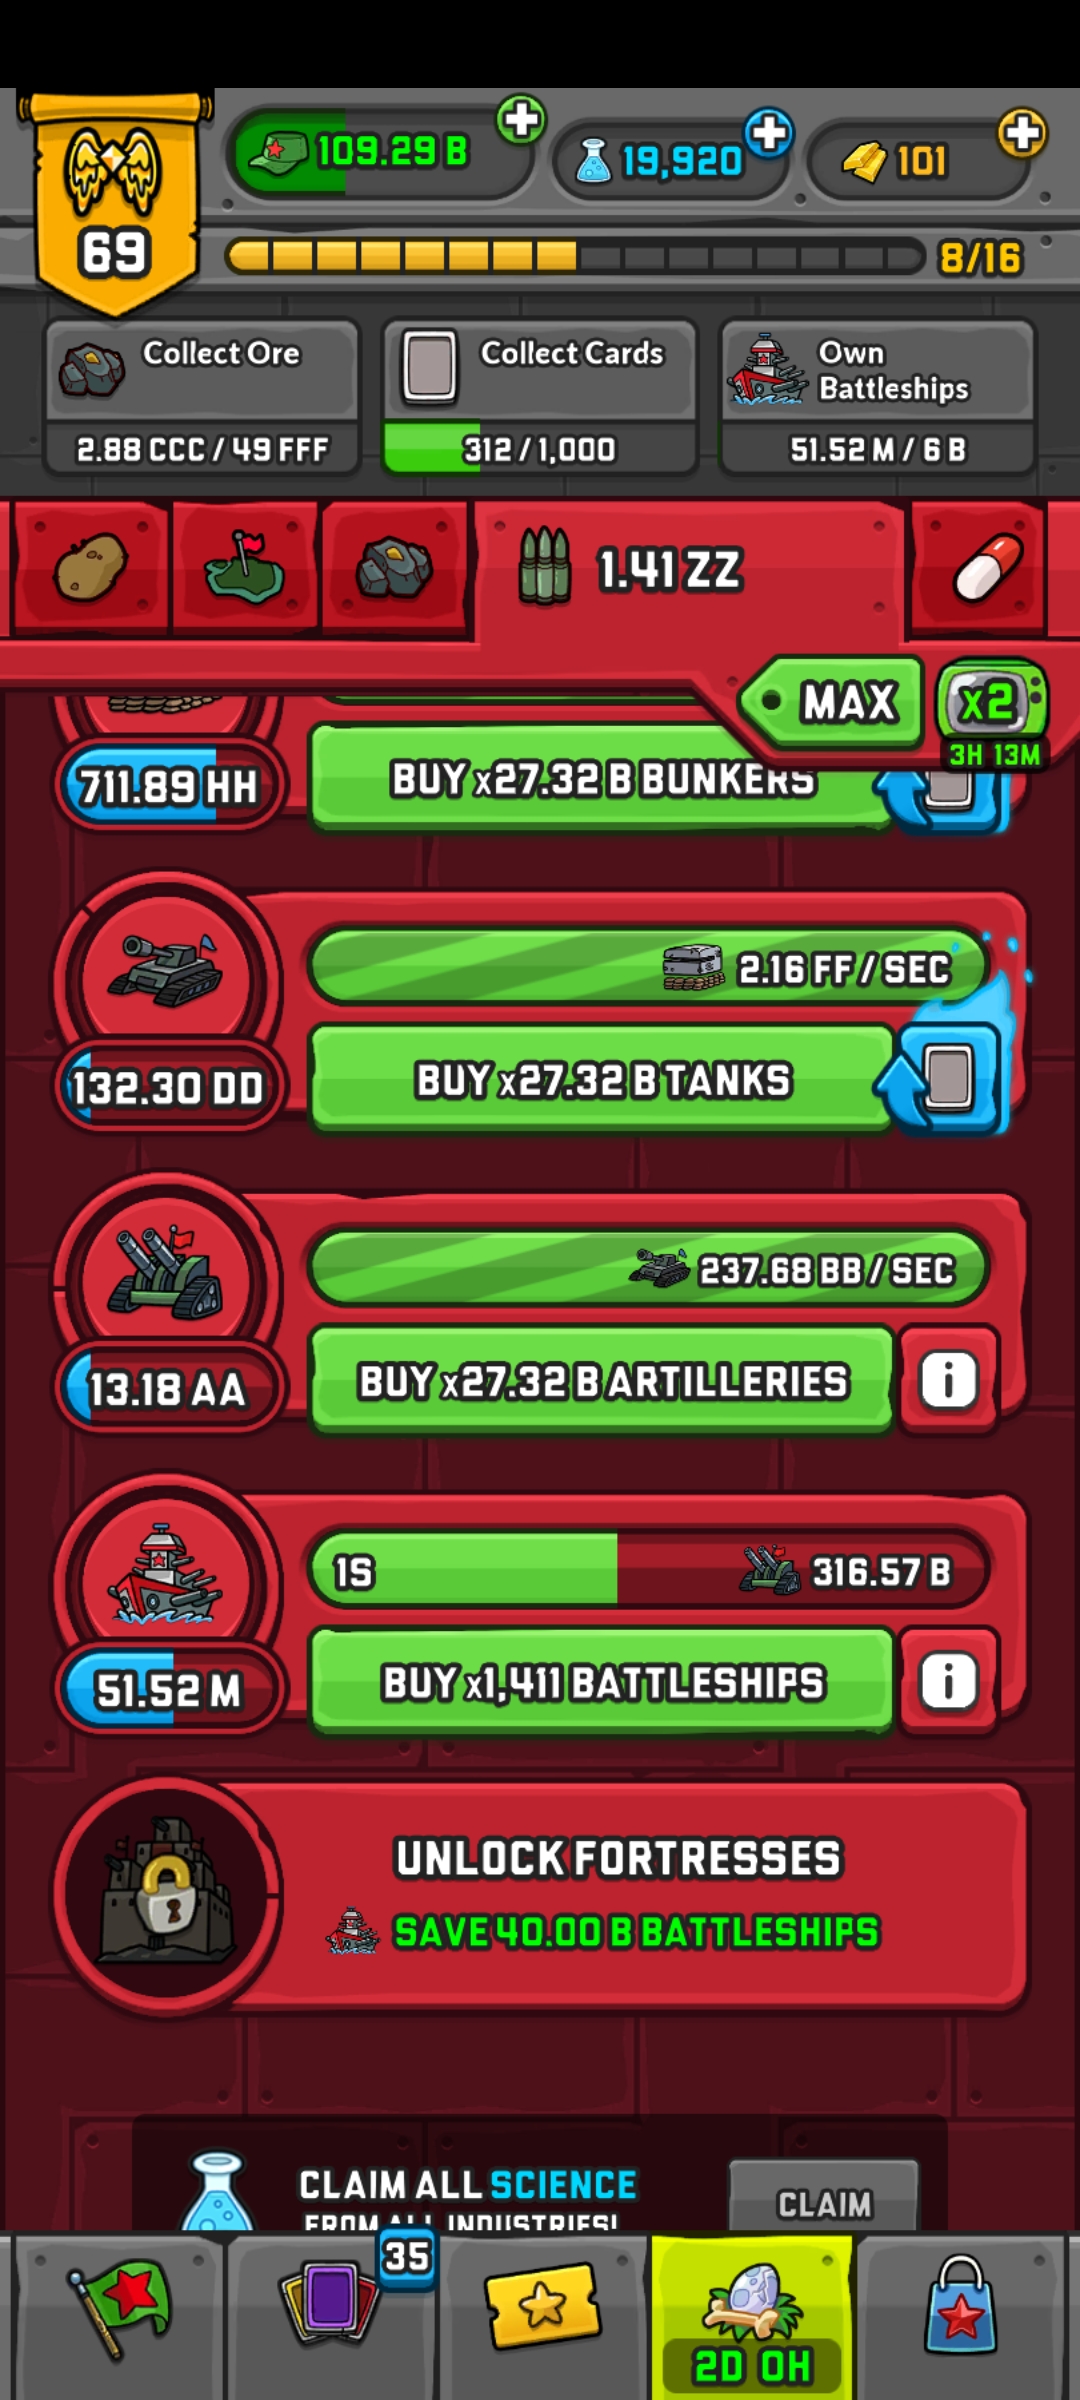 109.29 B
19,920
101
69
8/16
Collect Ore
2.88 CCC / 49 FFF
Collect Cards
312 / 1,000
Own
Battleships
51.52 M / 6 B
1.41 ZZ
MAX
x2
3H 13M
711.89 HH
BUY x27.32 B BUNKERS
2.16 FF / SEC
132.30 DD
BUY x27.32 B TANKS
237.68 BB / SEC
13.18 AA
BUY x27.32 B ARTILLERIES
i
1S
316.57 B
51.52 M
BUY x1,411 BATTLESHIPS
i
UNLOCK FORTRESSES
SAVE 40.00 B BATTLESHIPS
CLAIM ALL SCIENCE
FROM ALL INDUSTRIES!
CLAIM
35
2D 0H